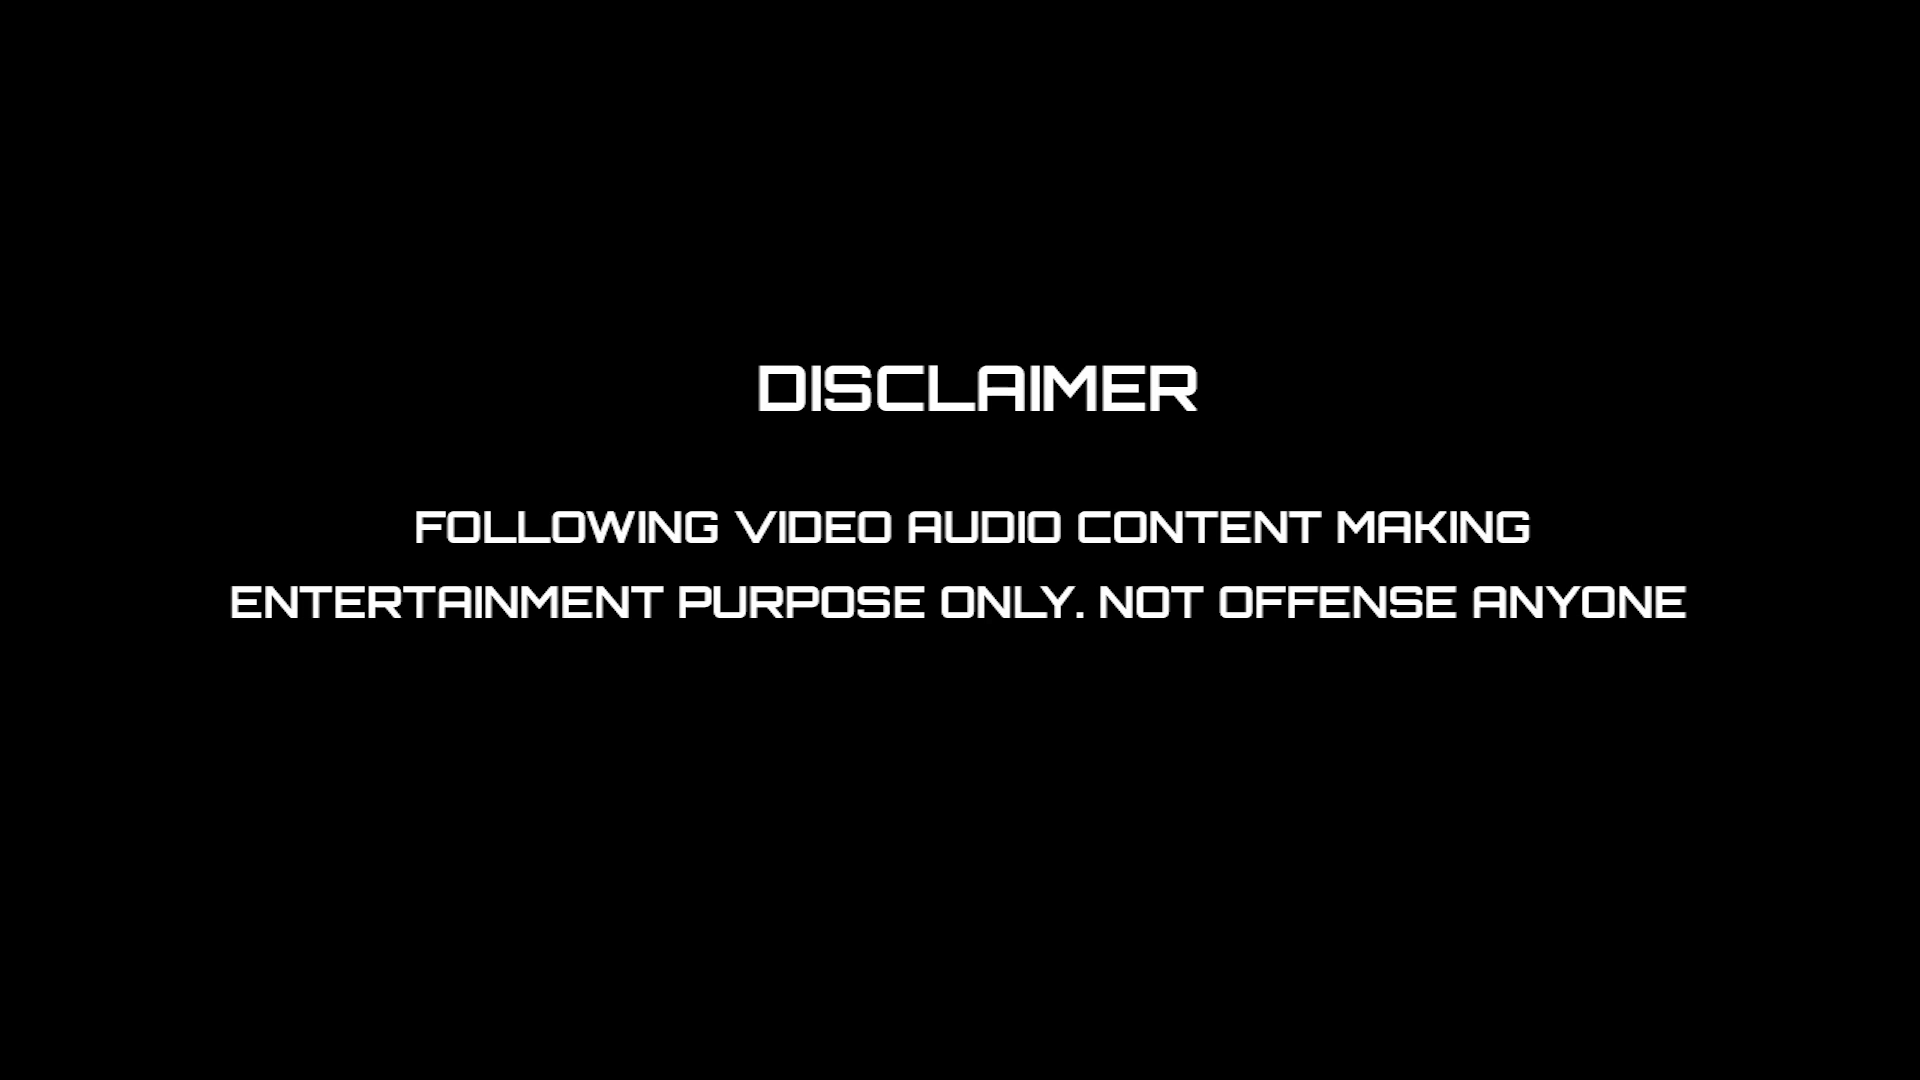 DISCLAIMER
FOLLOWING VIDEO AUDIO CONTENT MAKING
ENTERTAINMENT PURPOSE ONLY. NOT OFFENSE ANYONE